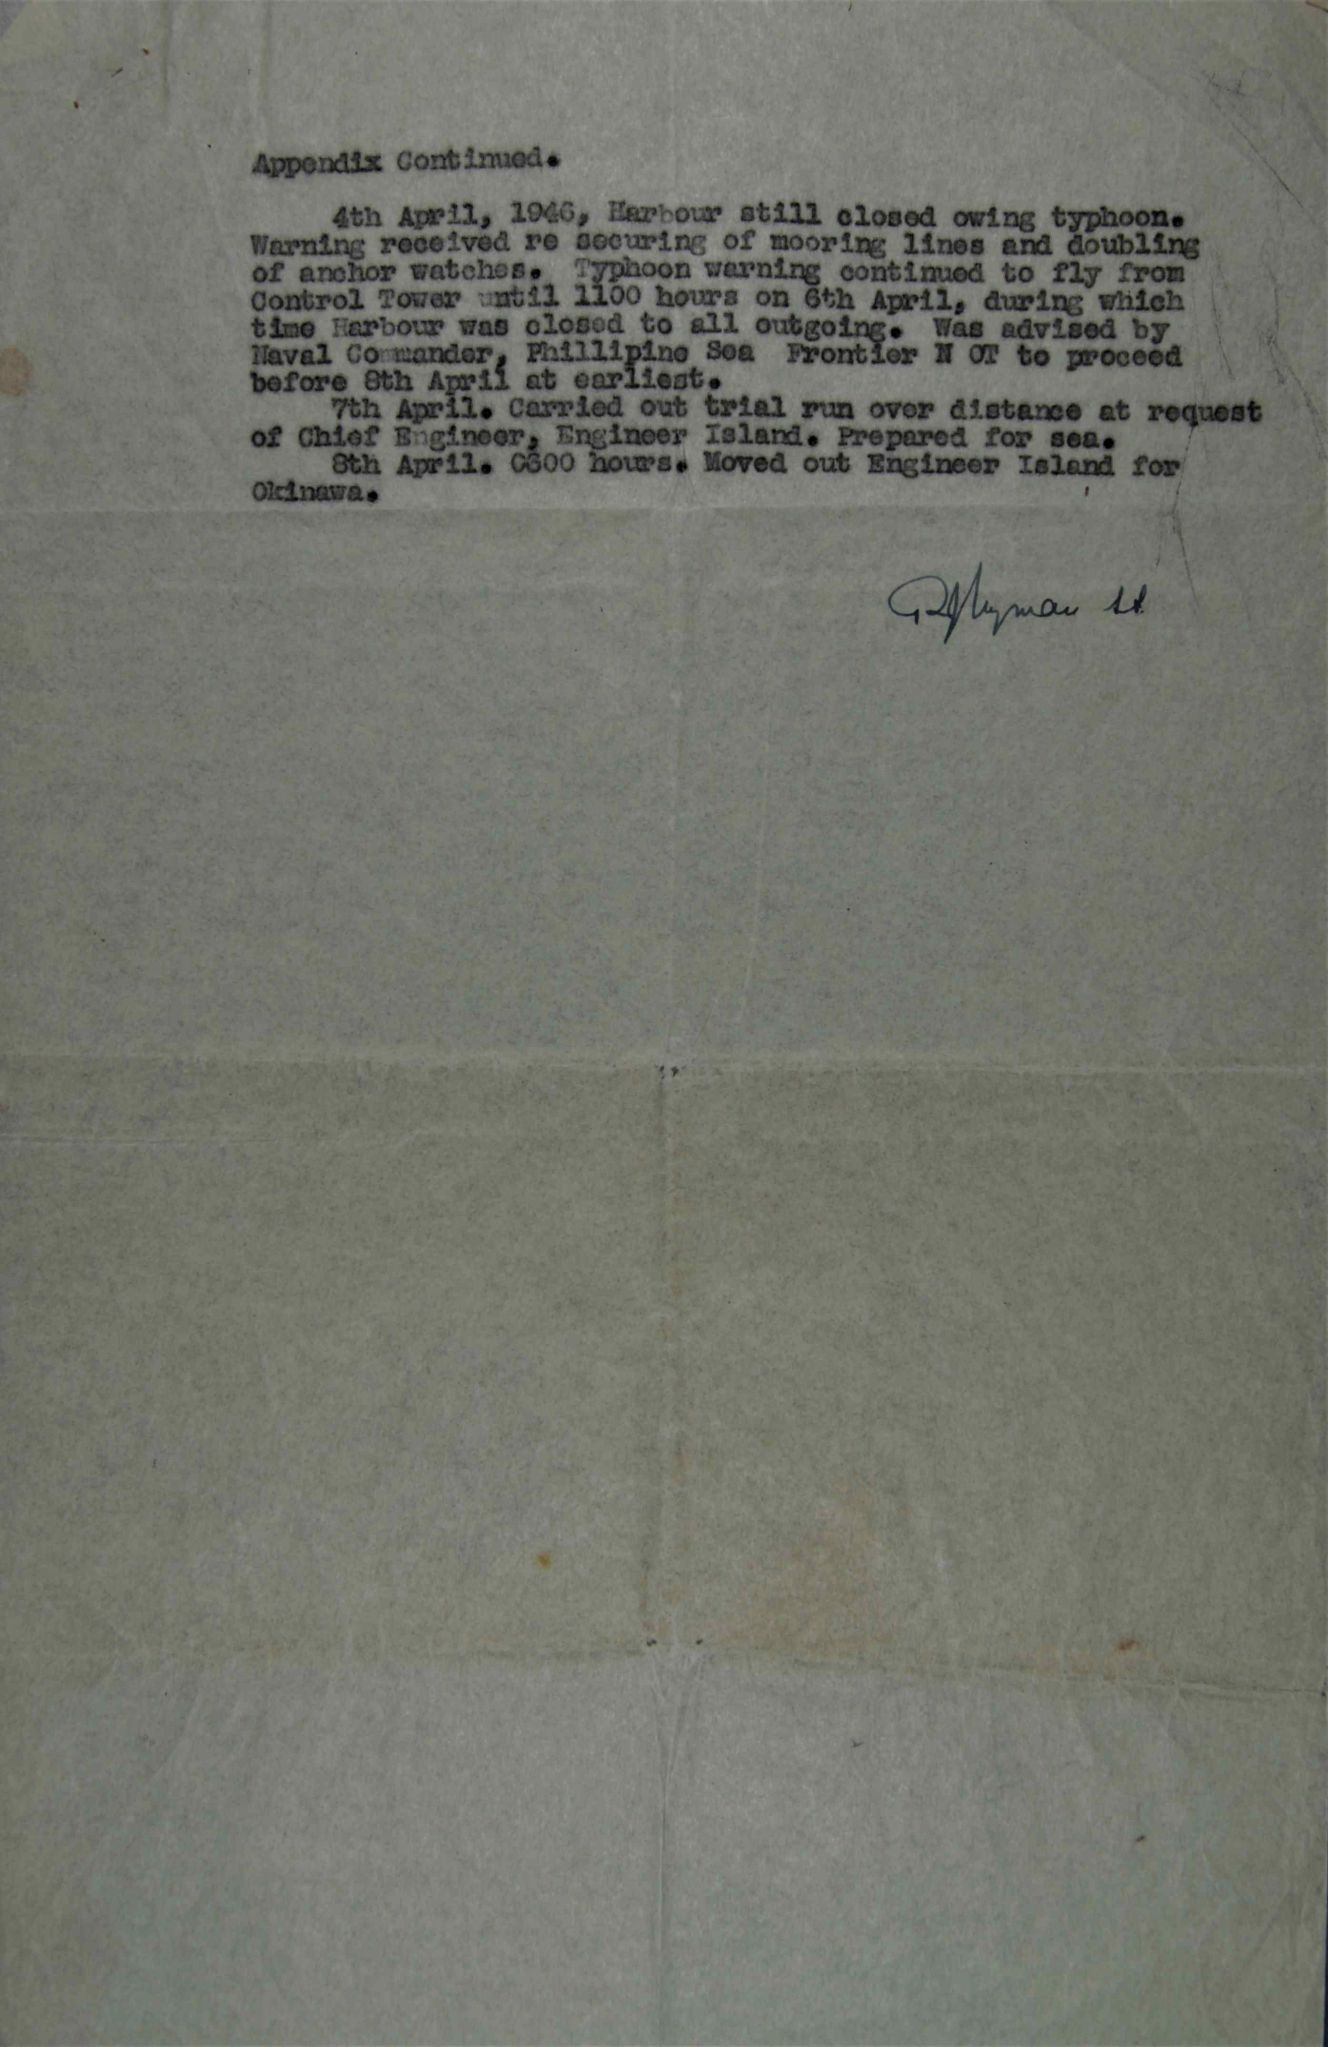 Appendix Continued.
4th April, 1946, Harbour still closed owing typhoon.
Warning received re securing of mooring lines and doubling
of anchor watches. Typhoon warning continued to fly from
Control Tower until 1100 hours on 6th April, during which
time Harbour was closed to all outgoing. Was advised by
Naval Commander, Phillipine Sea Frontier N OT to proceed
before 8th April at earliest.
7th April. Carried out trial run over distance at request
of Chief Engineer, Engineer Island. Prepared for sea.
8th April. 0600 hours. Moved out Engineer Island for
Okinawa.